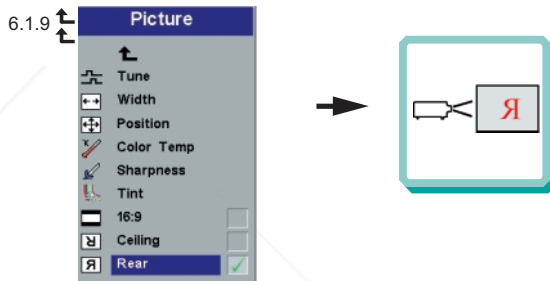 6.1.9
Picture
Tune
Width
Position
Color Temp
Sharpness
Tint
16:9
Ceiling
Rear
Я